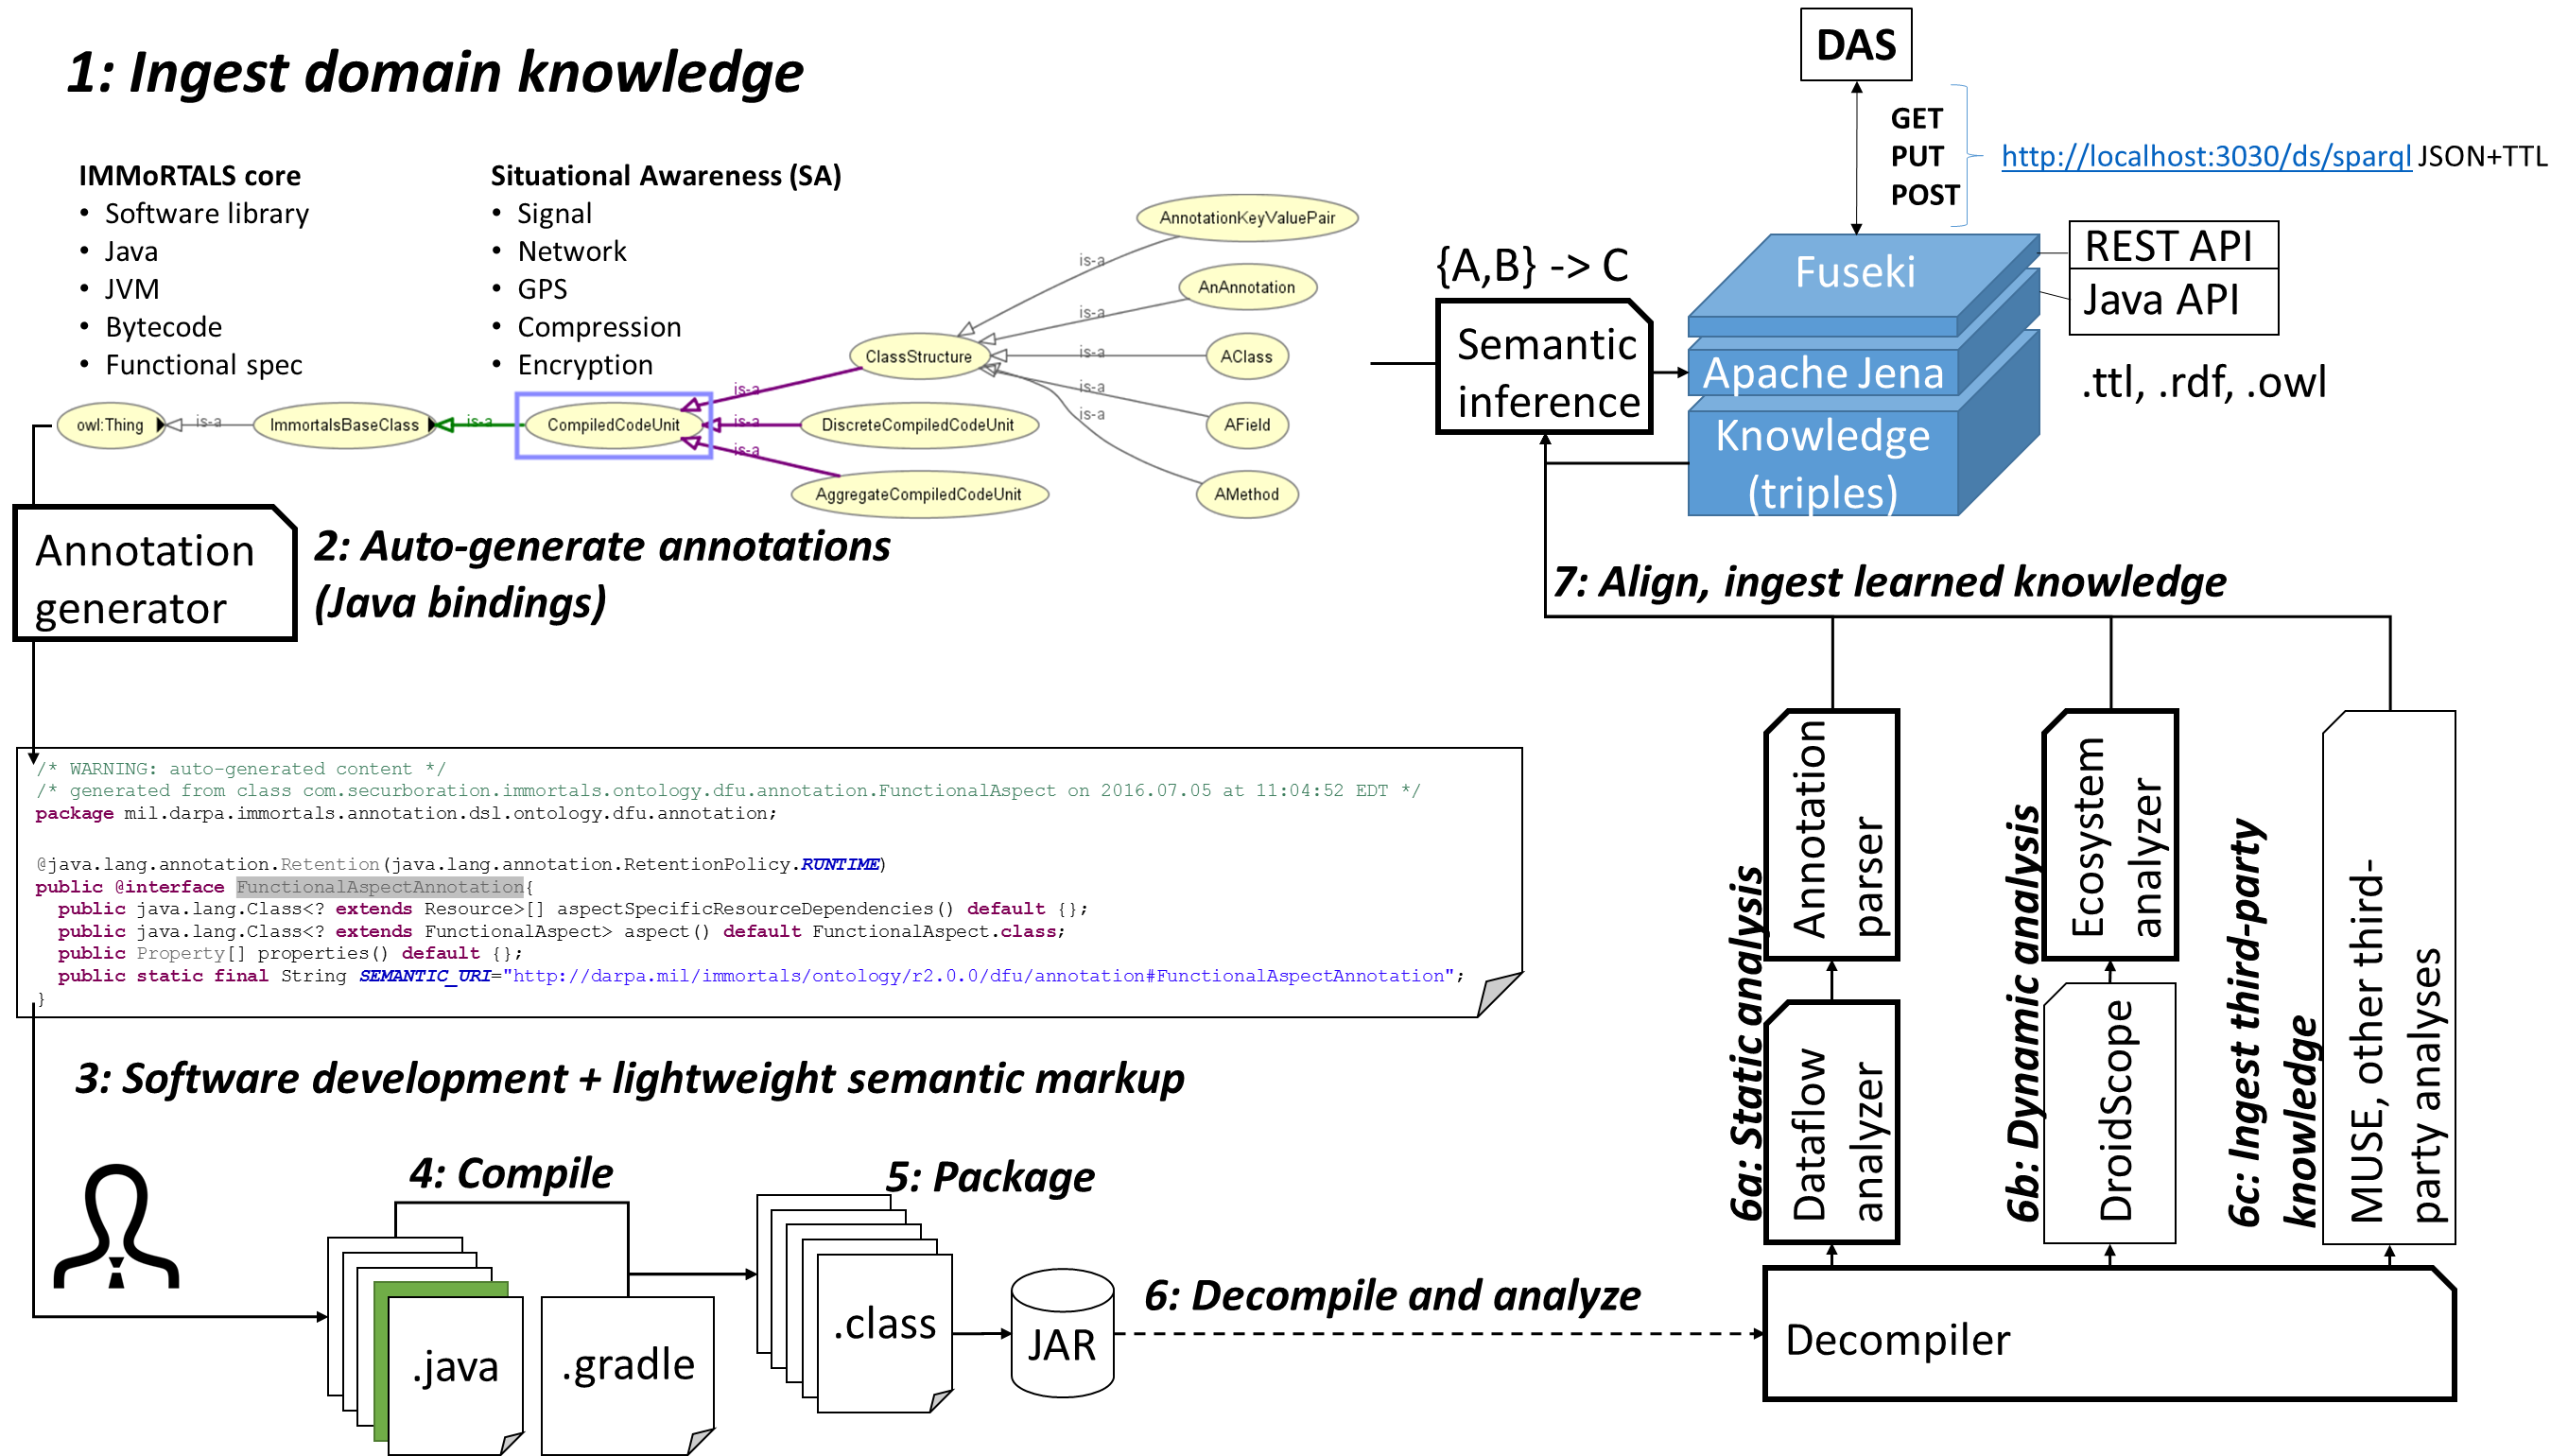 1: Ingest domain knowledge
IMMoRTALS core
• Software library
• Java
• JVM
• Bytecode
• Functional spec
Situational Awareness (SA)
• Signal
• Network
• GPS
• Compression
• Encryption
owl:Thing
is-a
ImmortalsBaseClass
is-a
CompiledCodeUnit
is-a
is-a
is-a
ClassStructure
DiscreteCompiledCodeUnit
AggregateCompiledCodeUnit
is-a
is-a
is-a
is-a
is-a
AnnotationKeyValuePair
AnAnnotation
AClass
AField
AMethod
DAS
GET
PUT
POST
http://localhost:3030/ds/sparql JSON+TTL
{A,B} -> C
Semantic
inference
Fuseki
Apache Jena
Knowledge
(triples)
REST API
Java API
.ttl, .rdf, .owl
Annotation
generator
2: Auto-generate annotations
(Java bindings)
7: Align, ingest learned knowledge
/* WARNING: auto-generated content */
/* generated from class com.securboration.immortals.ontology.dfu.annotation.FunctionalAspect on 2016.07.05 at 11:04:52 EDT */
package mil.darpa.immortals.annotation.dsl.ontology.dfu.annotation;
@java.lang.annotation.Retention(java.lang.annotation.RetentionPolicy.RUNTIME)
public @interface FunctionalAspectAnnotation{
public java.lang.Class<? extends Resource>[] aspectSpecificResourceDependencies() default {};
public java.lang.Class<? extends FunctionalAspect> aspect() default FunctionalAspect.class;
public Property[] properties() default {};
public static final String SEMANTIC_URI="http://darpa.mil/immortals/ontology/r2.0.0/dfu/annotation#FunctionalAspectAnnotation";
}
3: Software development + lightweight semantic markup
4: Compile
5: Package
.java
.gradle
.class
JAR
6: Decompile and analyze
Decompiler
6a: Static analysis
Annotation
parser
Dataflow
analyzer
6b: Dynamic analysis
Ecosystem
analyzer
DroidScope
6c: Ingest third-party
knowledge
MUSE, other third-
party analyses